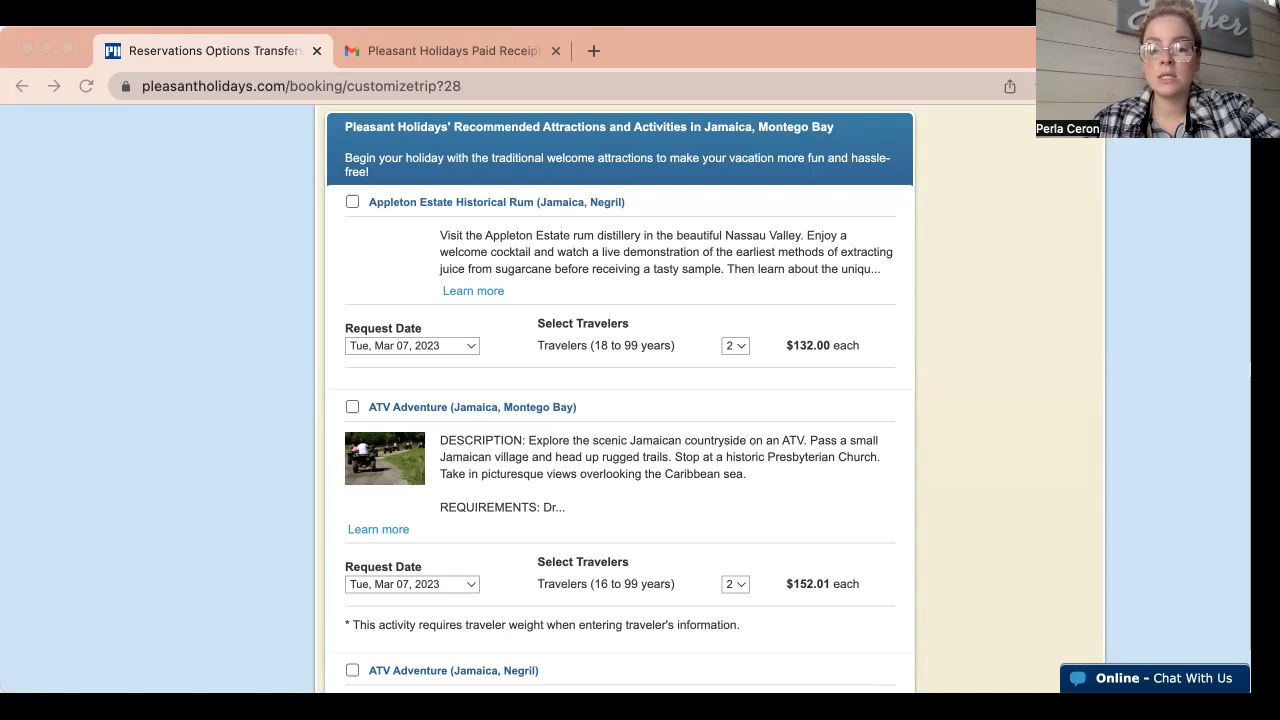 Reservations Options Transfers
Pleasant Holidays Paid Receip
pleasantholidays.com/booking/customizetrip?28
Gather
Perla Ceron
Pleasant Holidays' Recommended Attractions and Activities in Jamaica, Montego Bay
Begin your holiday with the traditional welcome attractions to make your vacation more fun and hassle-
free!
Appleton Estate Historical Rum (Jamaica, Negril)
Visit the Appleton Estate rum distillery in the beautiful Nassau Valley. Enjoy a
welcome cocktail and watch a live demonstration of the earliest methods of extracting
juice from sugarcane before receiving a tasty sample. Then learn about the uniqu...
Learn more
Request Date
Select Travelers
Tue, Mar 07, 2023
Travelers (18 to 99 years) 2 $132.00 each
ATV Adventure (Jamaica, Montego Bay)
DESCRIPTION: Explore the scenic Jamaican countryside on an ATV. Pass a small
Jamaican village and head up rugged trails. Stop at a historic Presbyterian Church.
Take in picturesque views overlooking the Caribbean sea.
REQUIREMENTS: Dr...
Learn more
Request Date
Select Travelers
Tue, Mar 07, 2023
Travelers (16 to 99 years) 2 $152.01 each
* This activity requires traveler weight when entering traveler's information.
ATV Adventure (Jamaica, Negril)
Online - Chat With Us